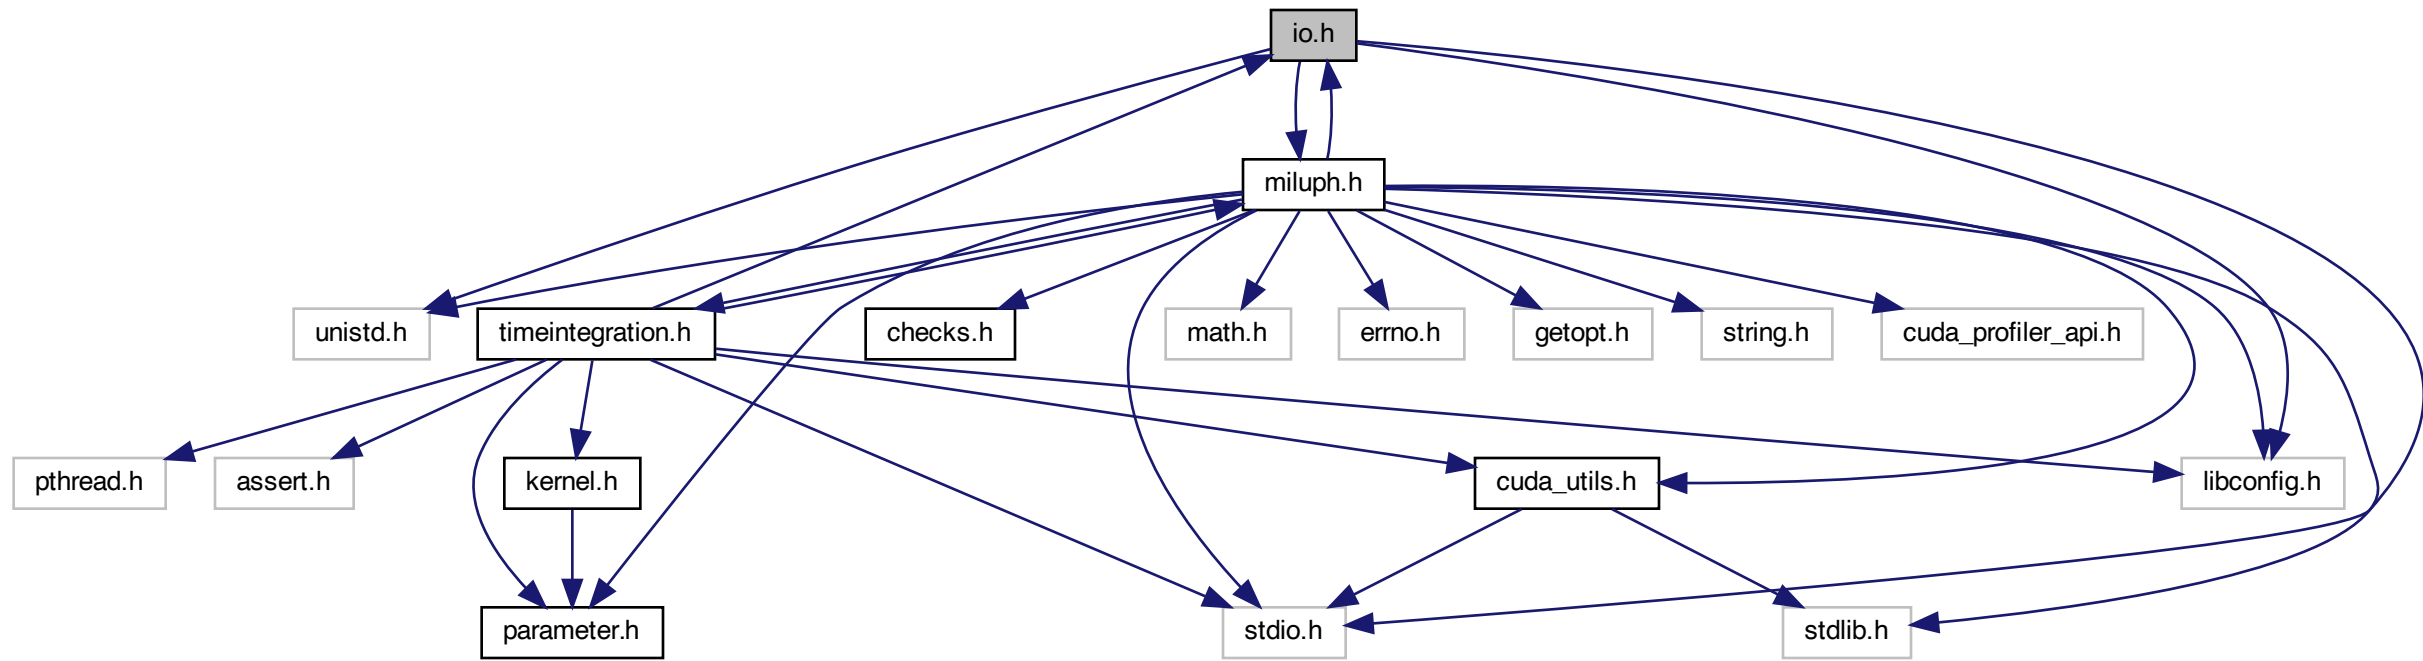 io.h
miluph.h
unistd.h
timeintegration.h
checks.h
math.h
errno.h
getopt.h
string.h
cuda_profiler_api.h
pthread.h
assert.h
kernel.h
cuda_utils.h
libconfig.h
parameter.h
stdio.h
stdlib.h